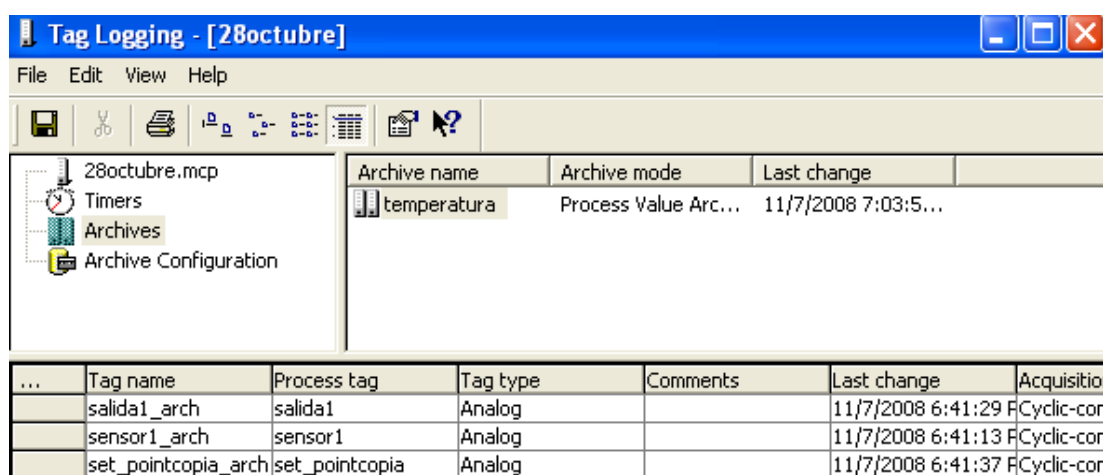 Tag Logging - [28octubre]
File Edit View Help
28octubre.mcp
Timers
Archives
Archive Configuration
Archive name Archive mode Last change
temperatura Process Value Arc... 11/7/2008 7:03:5...
... Tag name Process tag Tag type Comments Last change Acquisitio
salida1_arch salida1 Analog 11/7/2008 6:41:29 P Cyclic-cor
sensor1_arch sensor1 Analog 11/7/2008 6:41:13 P Cyclic-cor
set_pointcopia_arch set_pointcopia Analog 11/7/2008 6:41:37 P Cyclic-cor